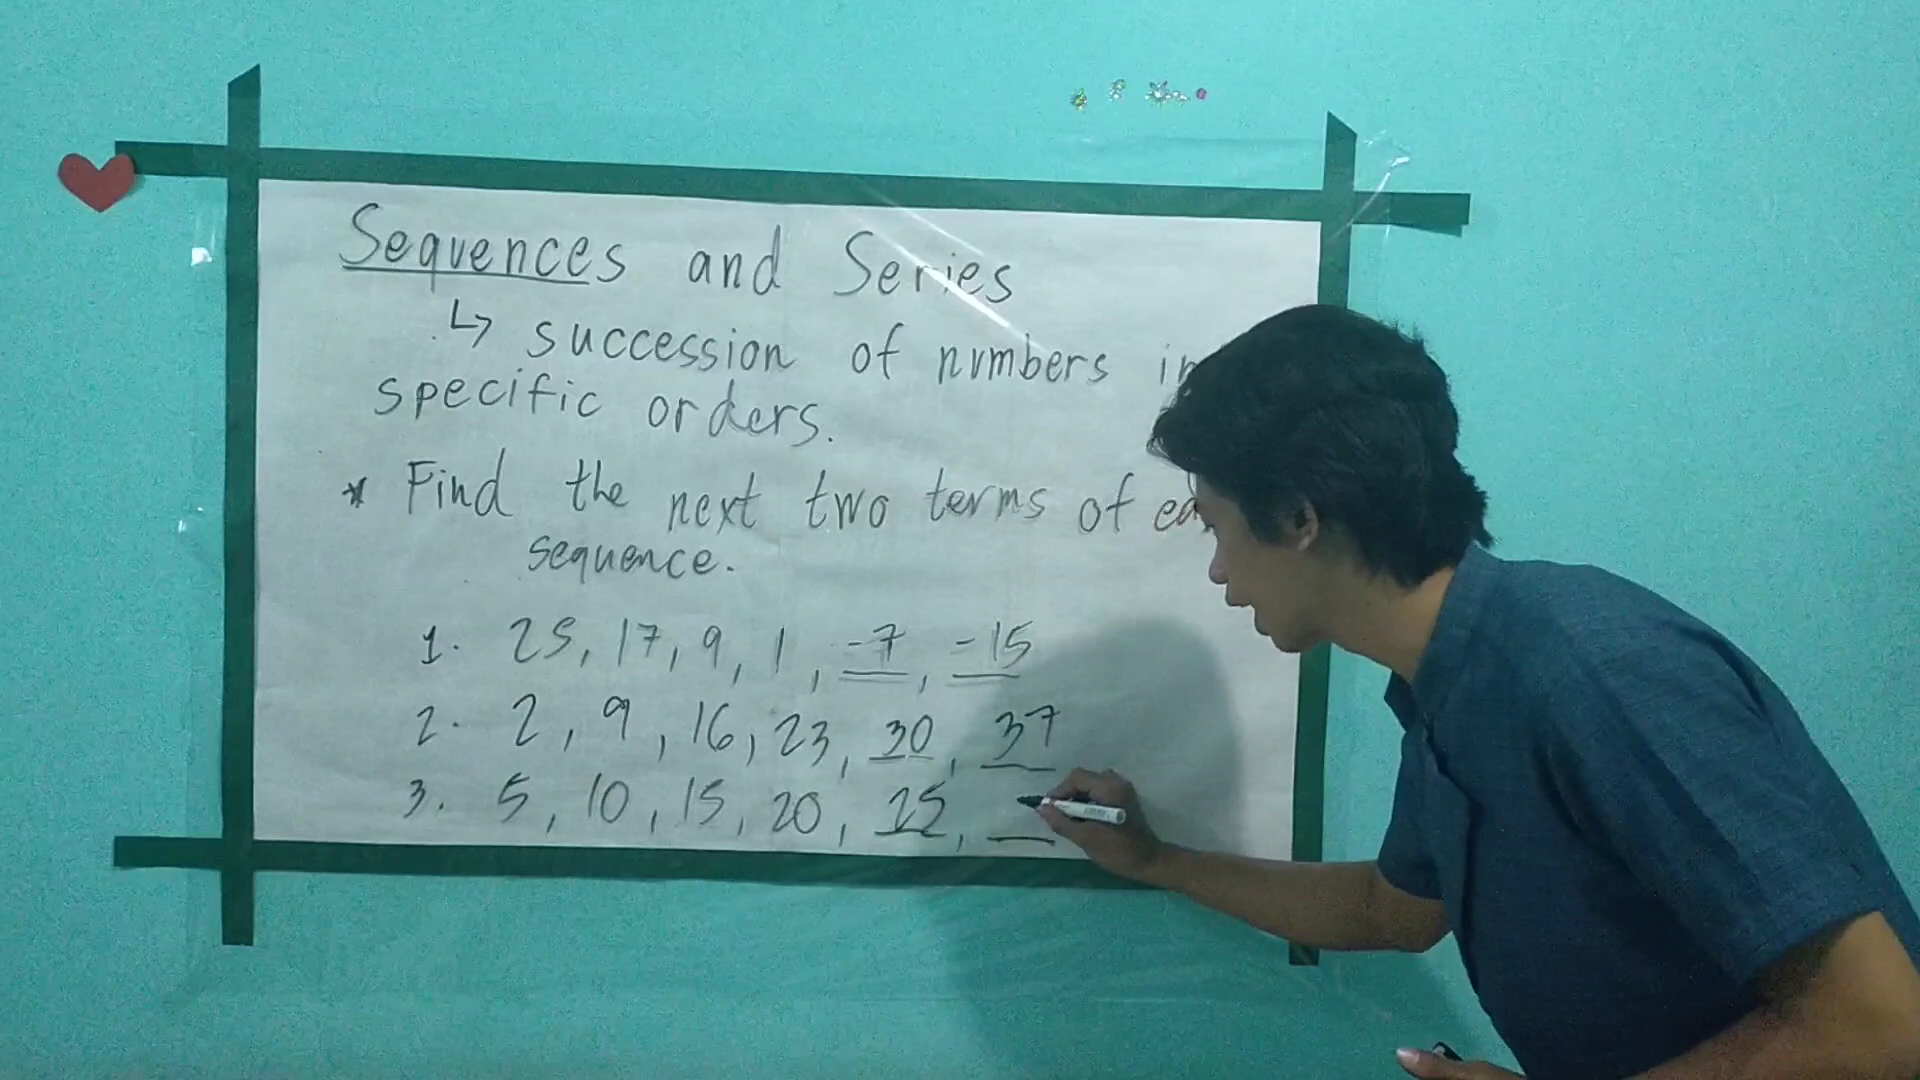 Sequences and Series
↳ succession of numbers in
specific orders.
* Find the next two terms of
sequence.
1. 25, 17, 9, 1, -7, -15
2. 2, 9, 16, 23, 30, 37
3. 5, 10, 15, 20, 25, __